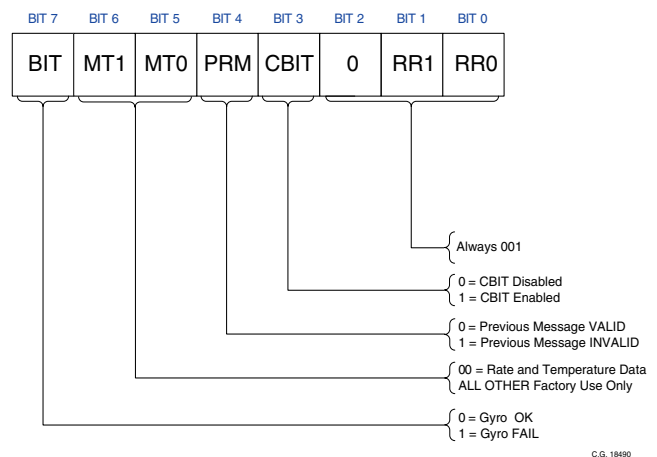 BIT 7 BIT 6 BIT 5 BIT 4 BIT 3 BIT 2 BIT 1 BIT 0
BIT MT1 MT0 PRM CBIT 0 RR1 RR0
Always 001
0 = CBIT Disabled
1 = CBIT Enabled
0 = Previous Message VALID
1 = Previous Message INVALID
00 = Rate and Temperature Data
ALL OTHER Factory Use Only
0 = Gyro OK
1 = Gyro FAIL
C.G. 18490